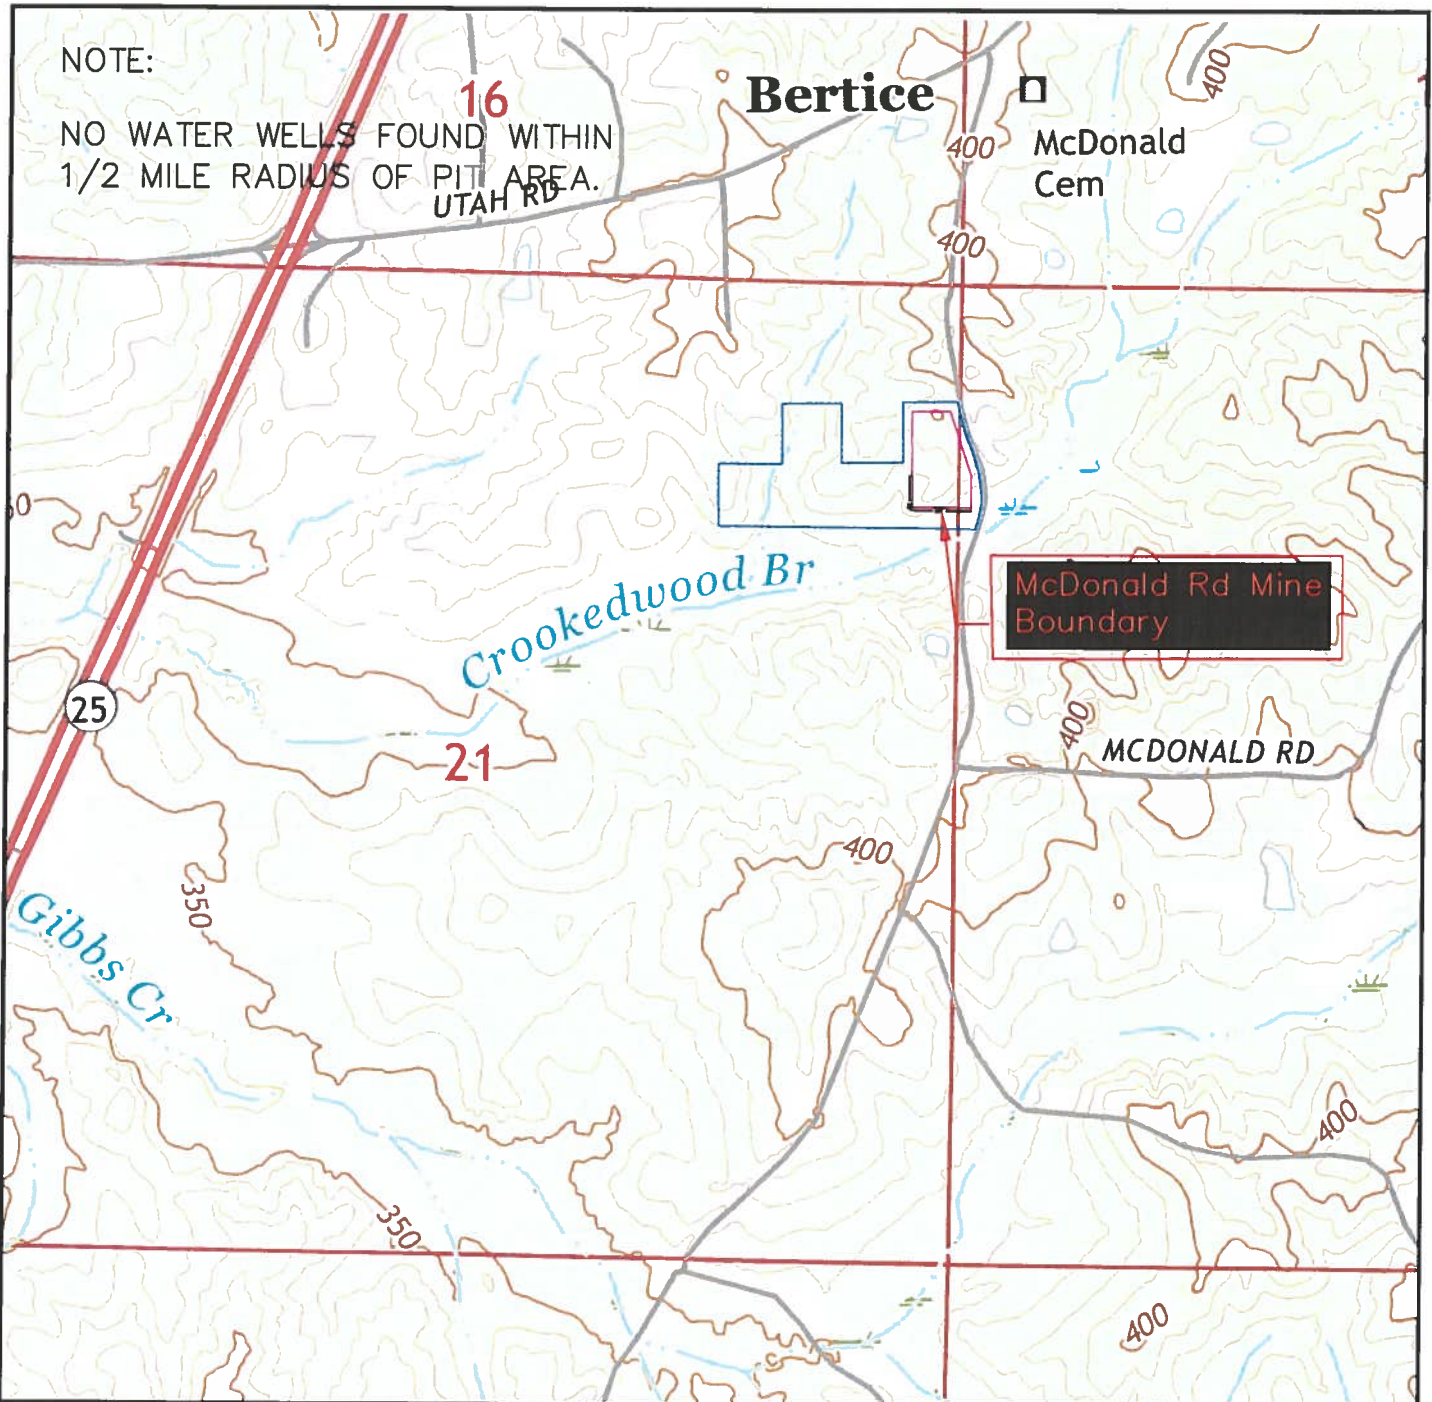 NOTE:
NO WATER WELLS FOUND WITHIN
1/2 MILE RADIUS OF PIT AREA.
16
UTAH RD
Bertice
McDonald
Cem
400
400
400
Crookedwood Br
McDonald Rd Mine
Boundary
25
21
400
MCDONALD RD
400
350
Gibbs Cr
350
400
400